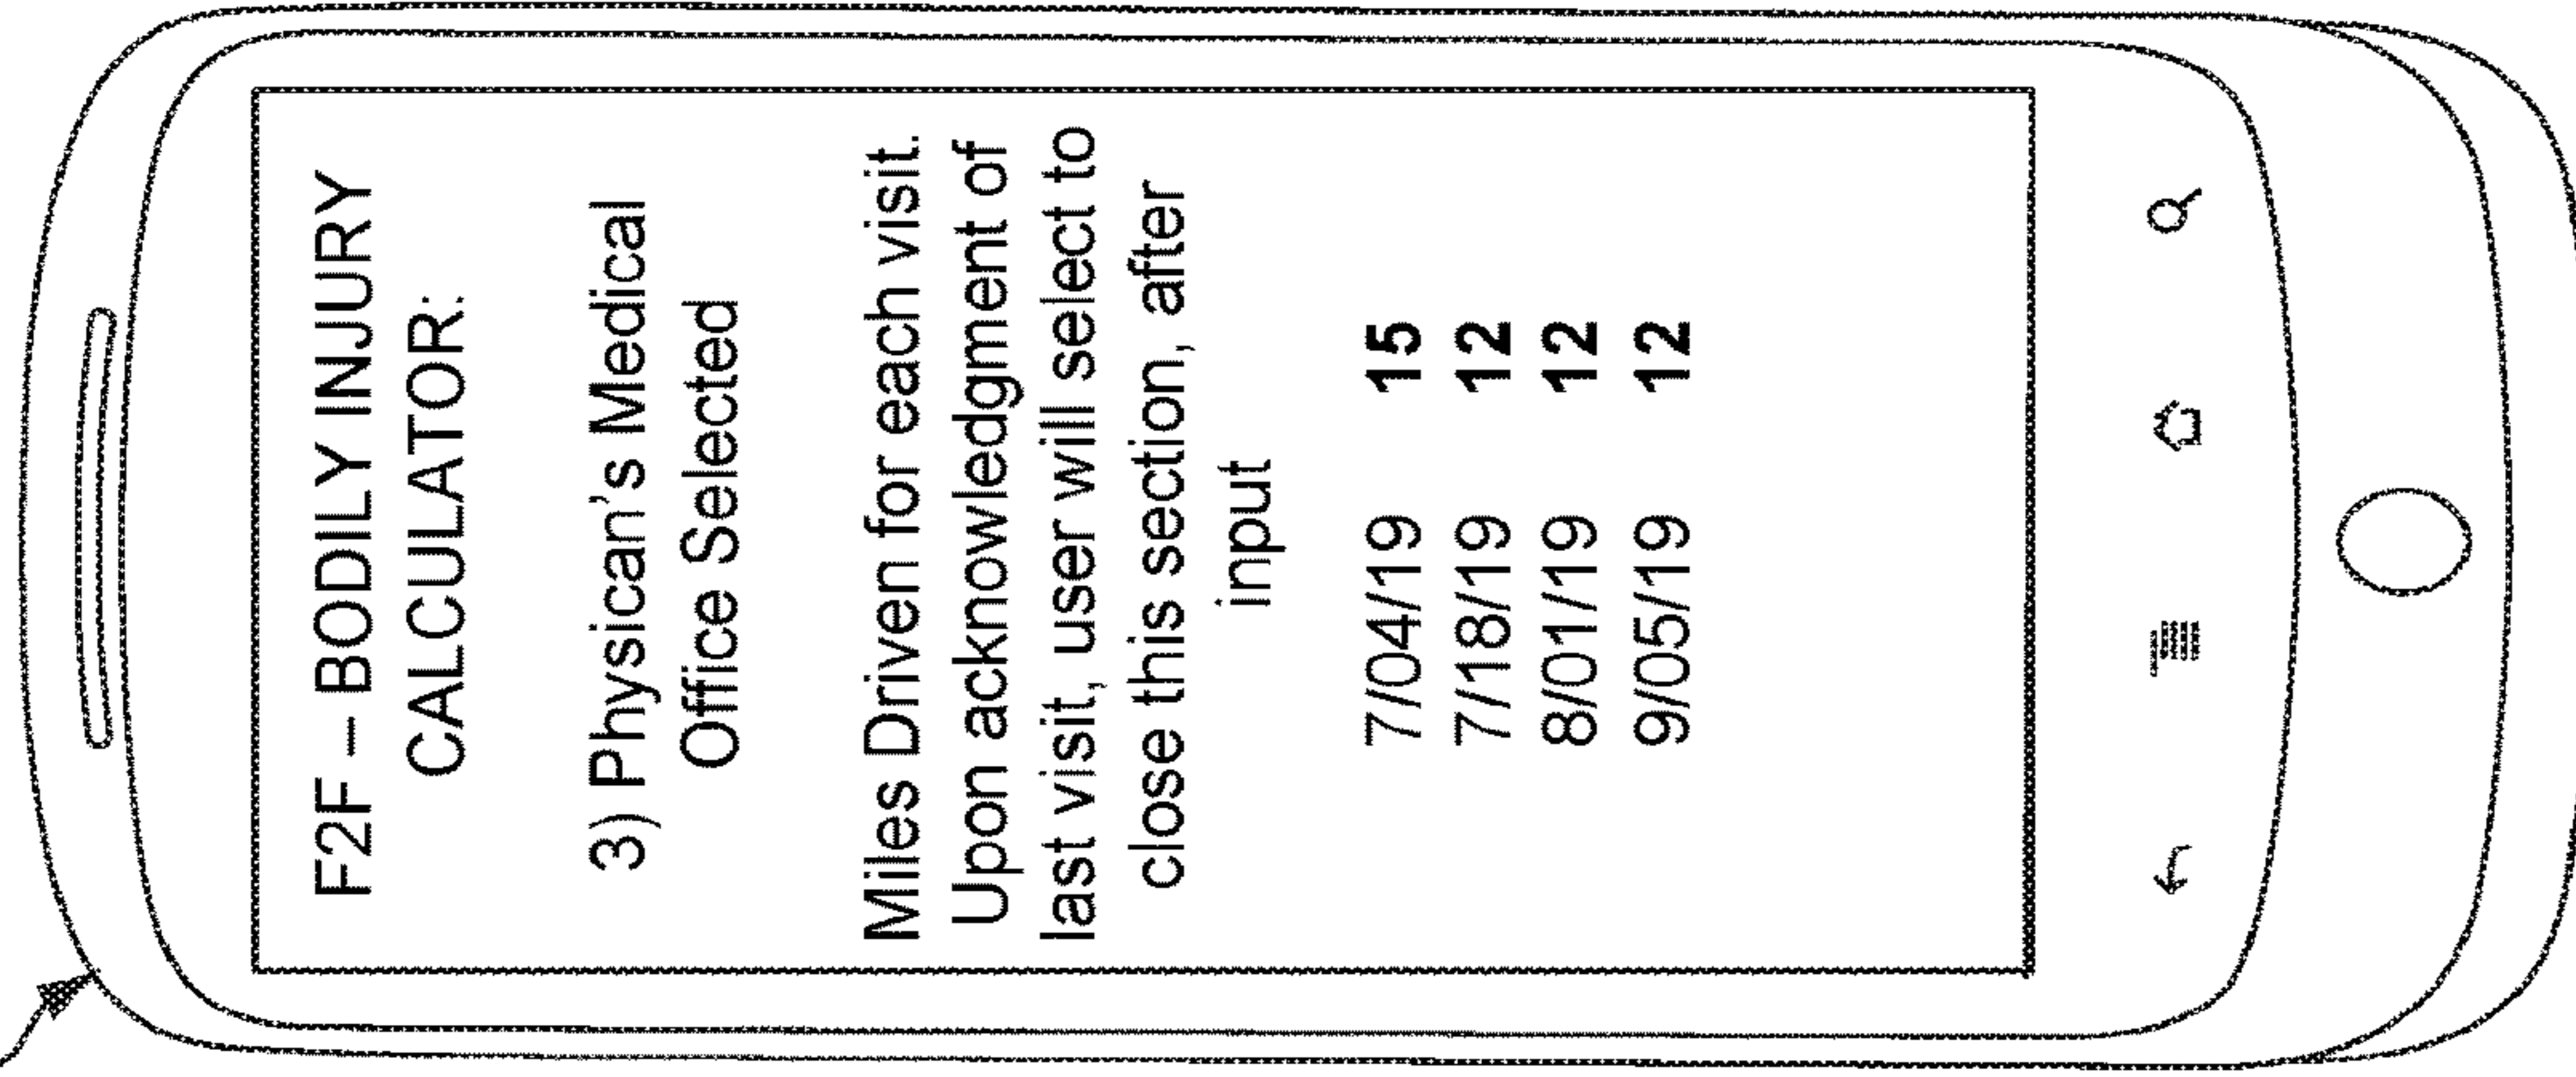 F2F – BODILY INJURY
CALCULATOR:
3) Physican's Medical
Office Selected
Miles Driven for each visit.
Upon acknowledgment of
last visit, user will select to
close this section, after
input
7/04/19 15
7/18/19 12
8/01/19 12
9/05/19 12